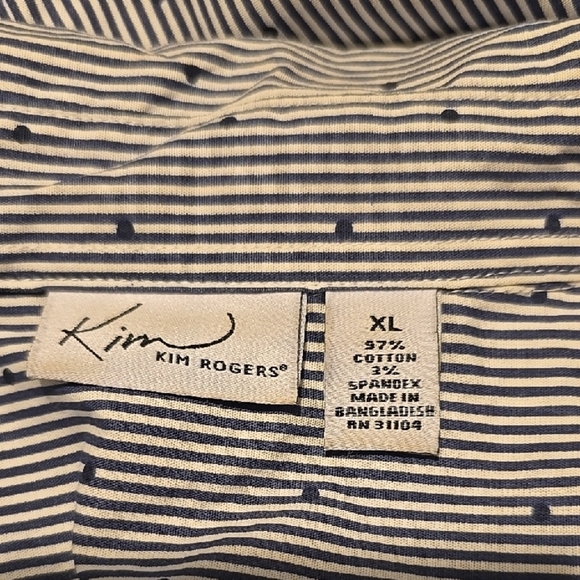 Kim
KIM ROGERS®
XL
97%
COTTON
3%
SPANDEX
MADE IN
BANGLADESH
RN 31104